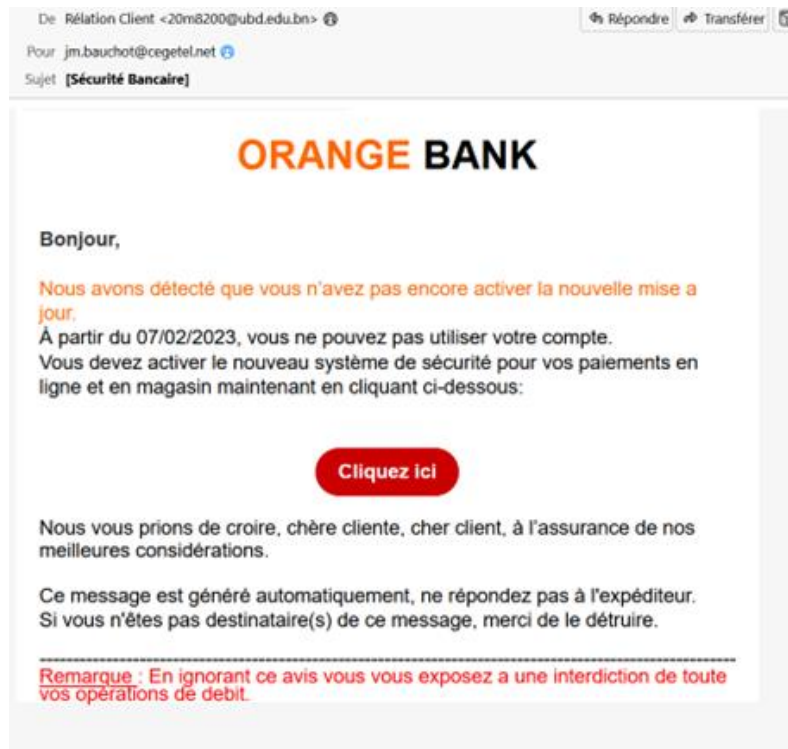 De Rélation Client <20m8200@ubd.edu.bn>
Répondre Transférer
Pour jm.bauchot@cegetel.net
Sujet [Sécurité Bancaire]
ORANGE BANK
Bonjour,
Nous avons détecté que vous n'avez pas encore activer la nouvelle mise a
jour.
À partir du 07/02/2023, vous ne pouvez pas utiliser votre compte.
Vous devez activer le nouveau système de sécurité pour vos paiements en
ligne et en magasin maintenant en cliquant ci-dessous:
Cliquez ici
Nous vous prions de croire, chère cliente, cher client, à l'assurance de nos
meilleures considérations.
Ce message est généré automatiquement, ne répondez pas à l'expéditeur.
Si vous n'êtes pas destinataire(s) de ce message, merci de le détruire.
Remarque : En ignorant ce avis vous vous exposez a une interdiction de toute
vos opérations de debit.